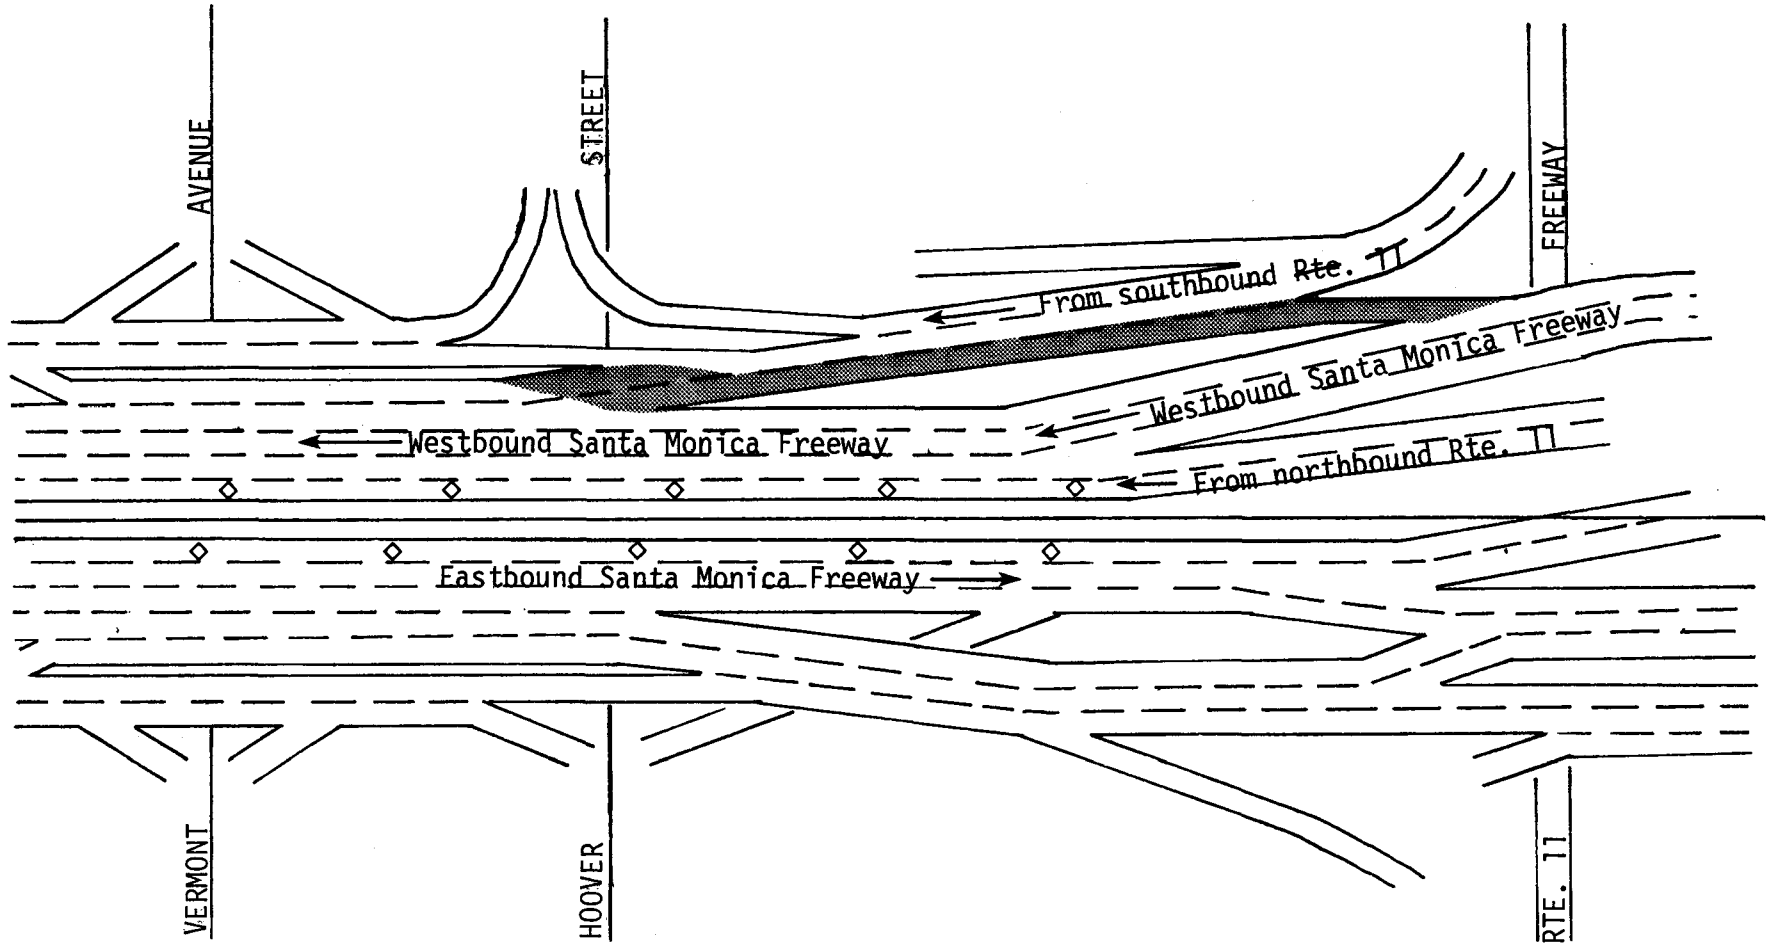 AVENUE
STREET
FREEWAY
From southbound Rte. 11
Westbound Santa Monica Freeway
Westbound Santa Monica Freeway
From northbound Rte. 11
Eastbound Santa Monica Freeway
VERMONT
HOOVER
RTE. 11